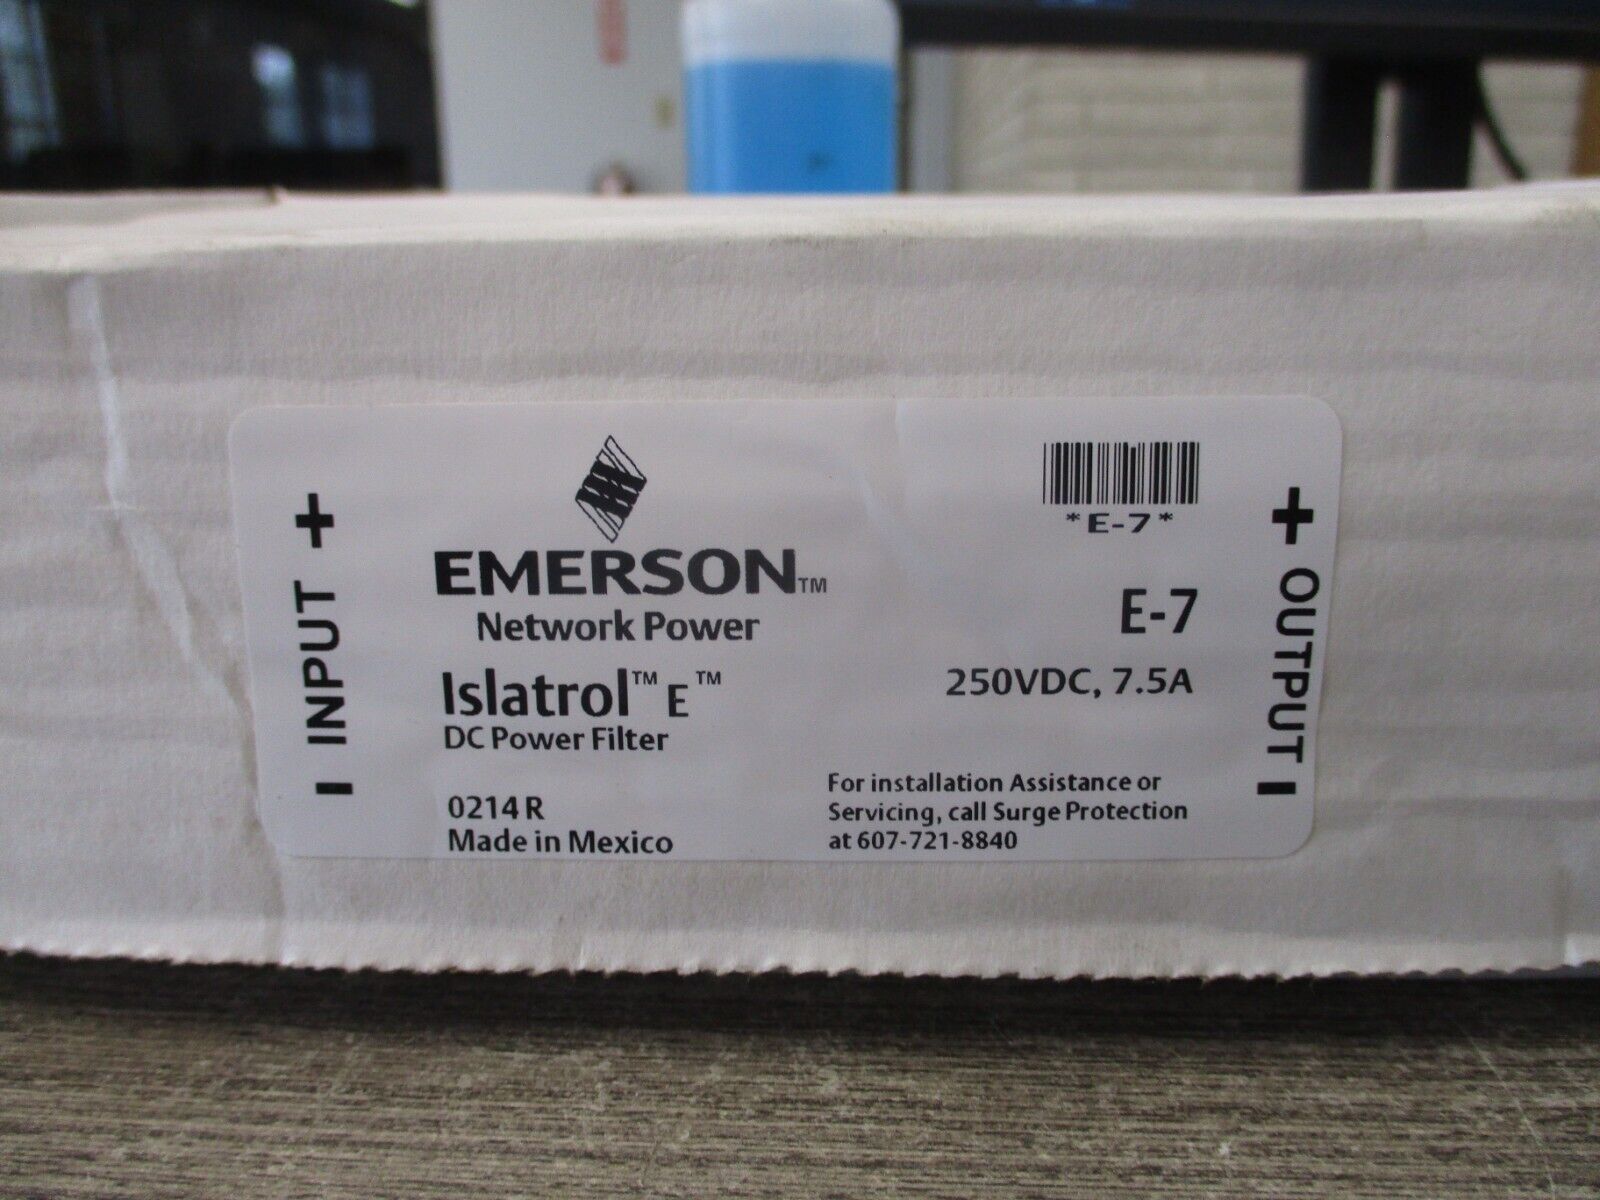 *E-7*
EMERSON™
Network Power
Islatrol™ E™
DC Power Filter
0214 R
Made in Mexico
E-7
250VDC, 7.5A
For installation Assistance or
Servicing, call Surge Protection
at 607-721-8840
- INPUT +
+ OUTPUT -